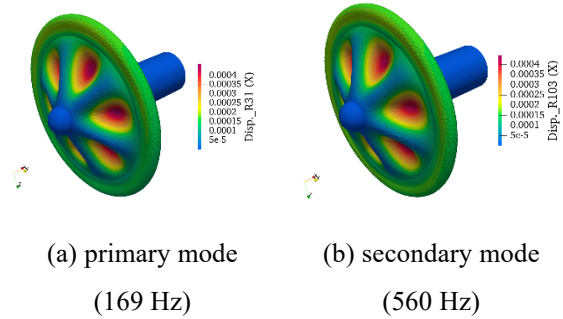 0.0004
0.00035
0.0003
0.00025
0.0002
0.00015
0.0001
5e-5
Disp._R31 (X)
0.0004
0.00035
0.0003
0.00025
0.0002
0.00015
0.0001
5e-5
Disp._R103 (X)
(a) primary mode
(169 Hz)
(b) secondary mode
(560 Hz)